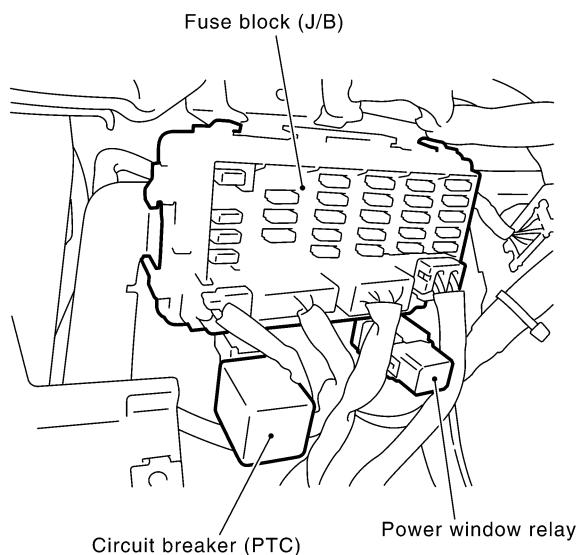 Fuse block (J/B)
Power window relay
Circuit breaker (PTC)